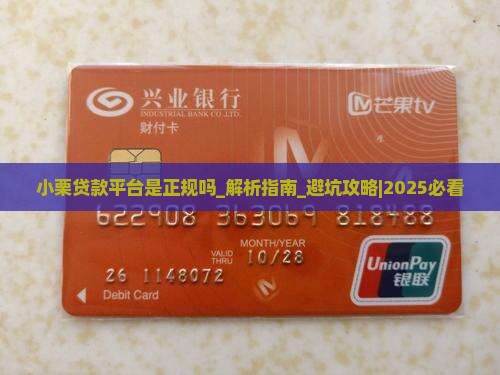 兴业银行
INDUSTRIAL BANK CO.,LTD.
财付卡
芒果tv
小栗贷款平台是正规吗_解析指南_避坑攻略|2025必看
622908 363069 818488
MONTH/YEAR
VALID THRU 10/28
26 1148072
Debit Card
UnionPay
银联